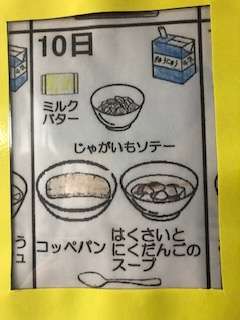 10日
ミルク
バター
じゃがいもソテー
コッペパン
はくさいと
にくだんごの
スープ